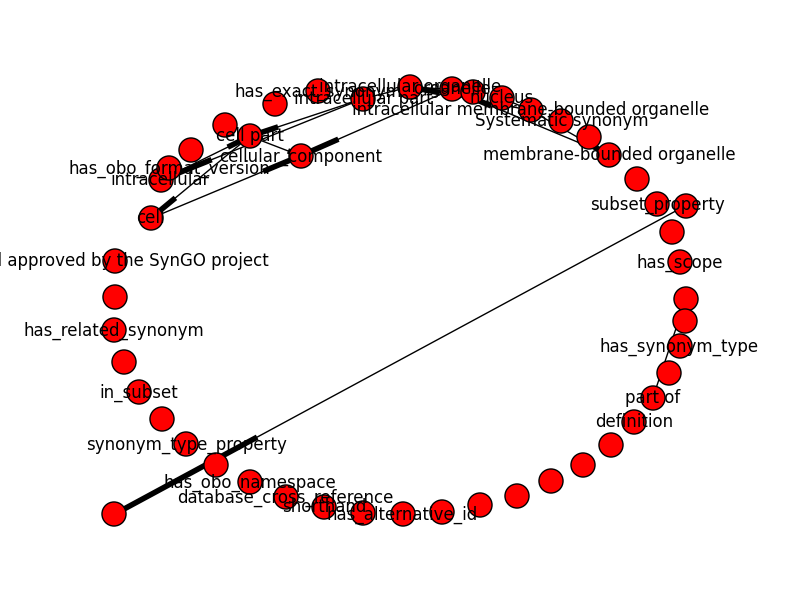 intracellular organelle
has_exact_synonym
intracellular part
nucleus
intracellular membrane-bounded organelle
Systematic synonym
cell part
membrane-bounded organelle
cellular_component
has_obo_format_version
intracellular
subset_property
cell
l approved by the SynGO project
has_scope
has_related_synonym
has_synonym_type
in_subset
part of
definition
synonym_type_property
has_obo_namespace
database_cross_reference
shorthand
has_alternative_id